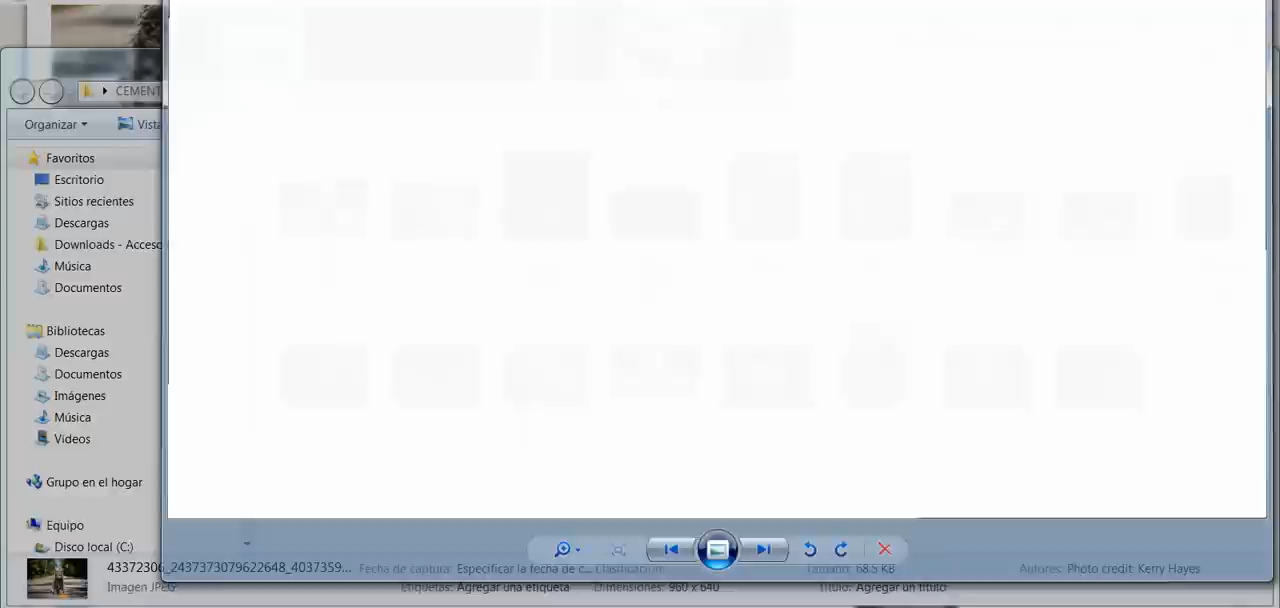 CEMENT
Organizar
Vista
Favoritos
Escritorio
Sitios recientes
Descargas
Downloads - Acceso
Música
Documentos
Bibliotecas
Descargas
Documentos
Imágenes
Música
Videos
Grupo en el hogar
Equipo
Disco local (C:)
43372306_2437373079622648_4037359... Fecha de captura: Especificar la fecha de c... Clasificación: Tamaño: 68.5 KB Autores: Photo credit: Kerry Hayes
Imagen JPEG Etiquetas: Agregar una etiqueta Dimensiones: 960 x 640 Título: Agregar un título